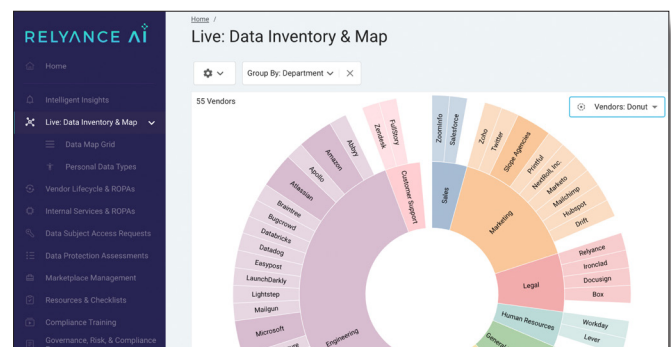 Home /
RELYANCE AI
Live: Data Inventory & Map
Home
Group By: Department
Intelligent Insights
55 Vendors
Vendors: Donut
Live: Data Inventory & Map
Data Map Grid
Personal Data Types
Vendor Lifecycle & ROPAs
Internal Services & ROPAs
Data Subject Access Requests
Data Protection Assessments
Marketplace Management
Resources & Checklists
Compliance Training
Governance, Risk, & Compliance
Microsoft
Mailgun
Lightstep
LaunchDarkly
Easypost
Datadog
Databricks
Bugcrowd
Braintree
Atlassian
Apollo
Amazon
Abbyy
Engineering
Zendesk
FullStory
Customer Support
ZoomInfo
Salesforce
Sales
Zoho
Twitter
Slope Agencies
Printful
NextRoll, Inc.
Marketo
Mailchimp
Hubspot
Drift
Marketing
Relyance
Ironclad
Docusign
Box
Legal
Workday
Lever
Human Resources